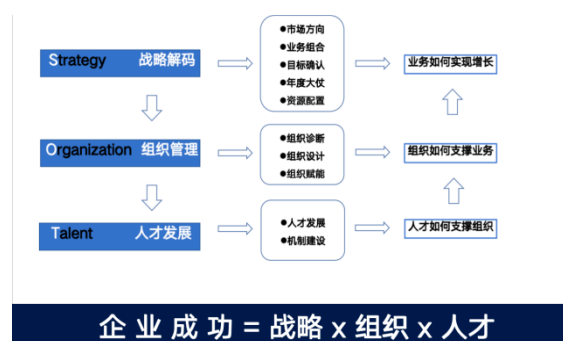 ●市场方向
●业务组合
●目标确认
●年度大仗
●资源配置
Strategy 战略解码
业务如何实现增长
●组织诊断
●组织设计
●组织赋能
Organization 组织管理
组织如何支撑业务
●人才发展
●机制建设
Talent 人才发展
人才如何支撑组织
企业成功=战略x组织x人才